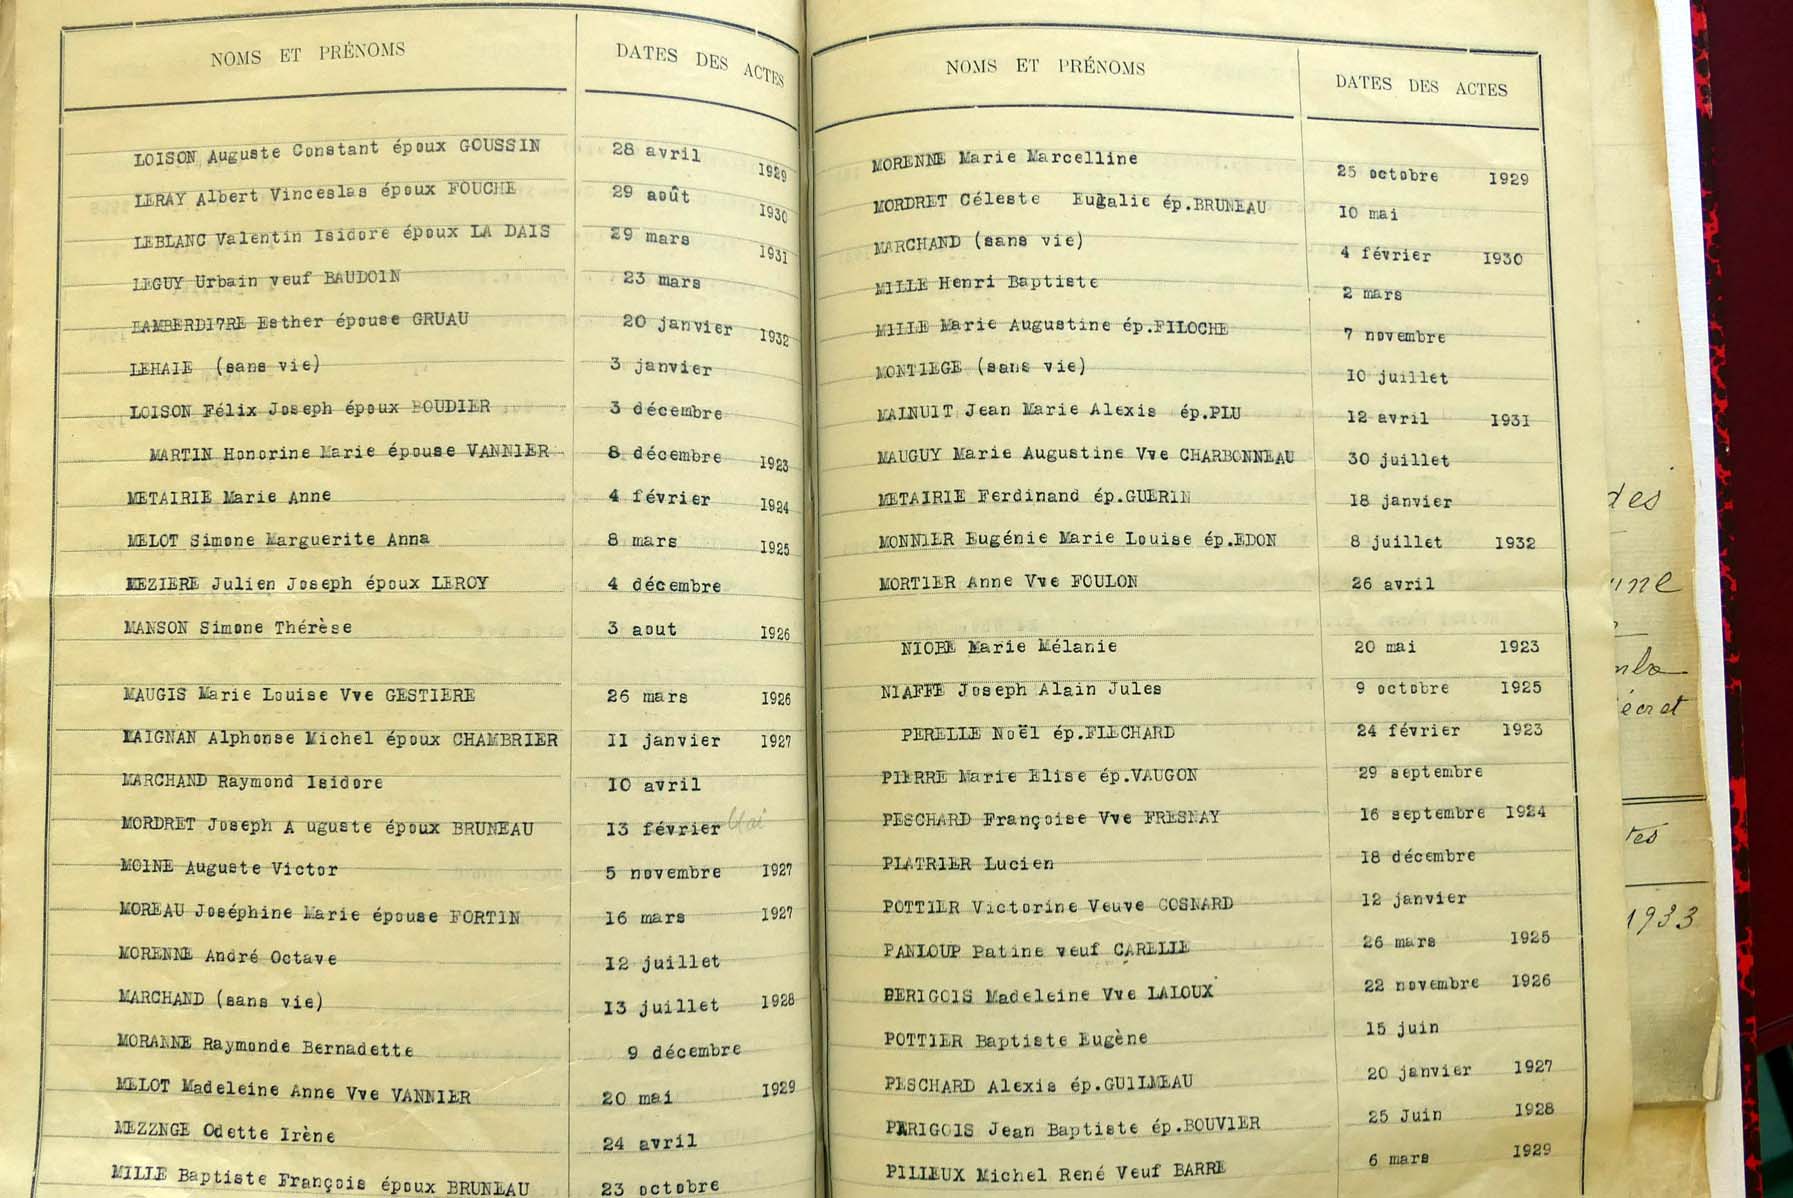 NOMS ET PRÉNOMS DATES DES ACTES
LOISON Auguste Constant époux GOUSSIN 28 avril 1929
LERAY Albert Vinceslas époux FOUCHE 29 août 1930
LEBLANC Valentin Isidore époux LA DAIS 29 mars 1931
LEGUY Urbain veuf BAUDOIN 23 mars
LAMBERDI7RE Esther épouse GRUAU 20 janvier 1932
LEHAIE (sans vie) 3 janvier
LOISON Félix Joseph époux BOUDIER 3 décembre
MARTIN Honorine Marie épouse VANNIER 8 décembre 1923
METAIRIE Marie Anne 4 février 1924
MELOT Simone Marguerite Anna 8 mars 1925
MEZIERE Julien Joseph époux LEROY 4 décembre
MANSON Simone Thérèse 3 aout 1926
MAUGIS Marie Louise Vve GESTIERE 26 mars 1926
MAIGNAN Alphonse Michel époux CHAMBRIER 11 janvier 1927
MARCHAND Raymond Isidore 10 avril
MORDRET Joseph A uguste époux BRUNEAU 13 février Mai
MOINE Auguste Victor 5 novembre 1927
MOREAU Joséphine Marie épouse FORTIN 16 mars 1927
MORENNE André Octave 12 juillet
MARCHAND (sans vie) 13 juillet 1928
MORANNE Raymonde Bernadette 9 décembre
MELOT Madeleine Anne Vve VANNIER 20 mai 1929
MEZZNGE Odette Irène 24 avril
MILLE Baptiste François époux BRUNEAU 23 octobre
NOMS ET PRÉNOMS DATES DES ACTES
MORENNE Marie Marcelline 25 octobre 1929
MORDRET Céleste Eugalie ép.BRUNEAU 10 mai
MARCHAND (sans vie) 4 février 1930
MILLE Henri Baptiste 2 mars
MILLE Marie Augustine ép.FILOCHE 7 novembre
MONTIEGE (sans vie) 10 juillet
MAINUIT Jean Marie Alexis ép.PLU 12 avril 1931
MAUGUY Marie Augustine Vve CHARBONNEAU 30 juillet
METAIRIE Ferdinand ép.GUERIN 18 janvier
MONNIER Eugénie Marie Louise ép.EDON 8 juillet 1932
MORTIER Anne Vve FOULON 26 avril
NIOBE Marie Mélanie 20 mai 1923
NIAFFE Joseph Alain Jules 9 octobre 1925
PERELLE Noël ép.FLECHARD 24 février 1923
PIERRE Marie Elise ép.VAUGON 29 septembre
PESCHARD Françoise Vve FRESNAY 16 septembre 1924
PLATRIER Lucien 18 décembre
POTTIER Victorine Veuve COSNARD 12 janvier
PANLOUP Patine veuf CARELLE 26 mars 1925
PERIGOIS Madeleine Vve LALOUX 22 novembre 1926
POTTIER Baptiste Eugène 15 juin
PESCHARD Alexis ép.GUILMEAU 20 janvier 1927
PERIGOIS Jean Baptiste ép.BOUVIER 25 Juin 1928
PILIEUX Michel René Veuf BARRE 6 mars 1929
des
écret
1933